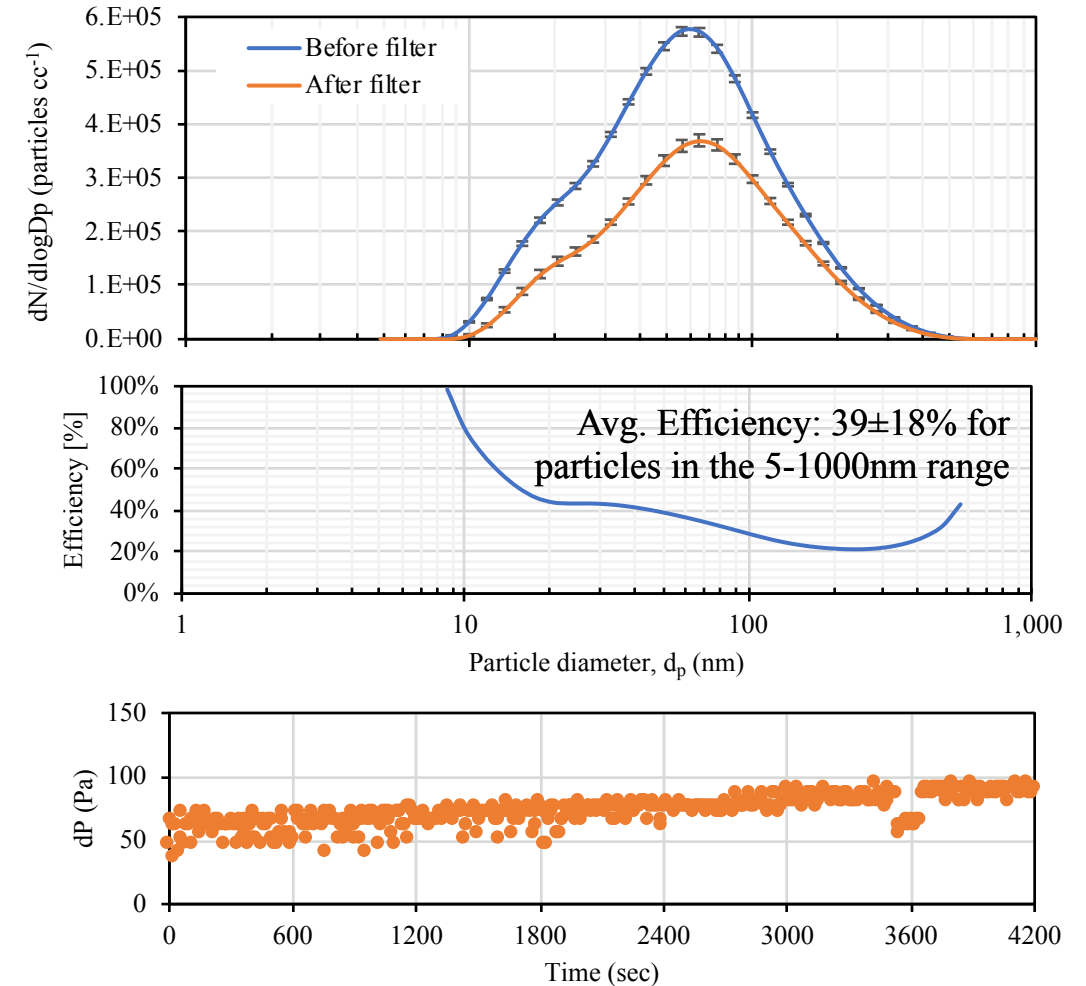 6.E+05
5.E+05
4.E+05
3.E+05
2.E+05
1.E+05
0.E+00
dN/dlogDp (particles cc⁻¹)
Before filter
After filter
100%
80%
60%
40%
20%
0%
Efficiency [%]
Avg. Efficiency: 39±18% for
particles in the 5-1000nm range
1 10 100 1,000
Particle diameter, dₚ (nm)
150
100
50
0
dP (Pa)
0 600 1200 1800 2400 3000 3600 4200
Time (sec)